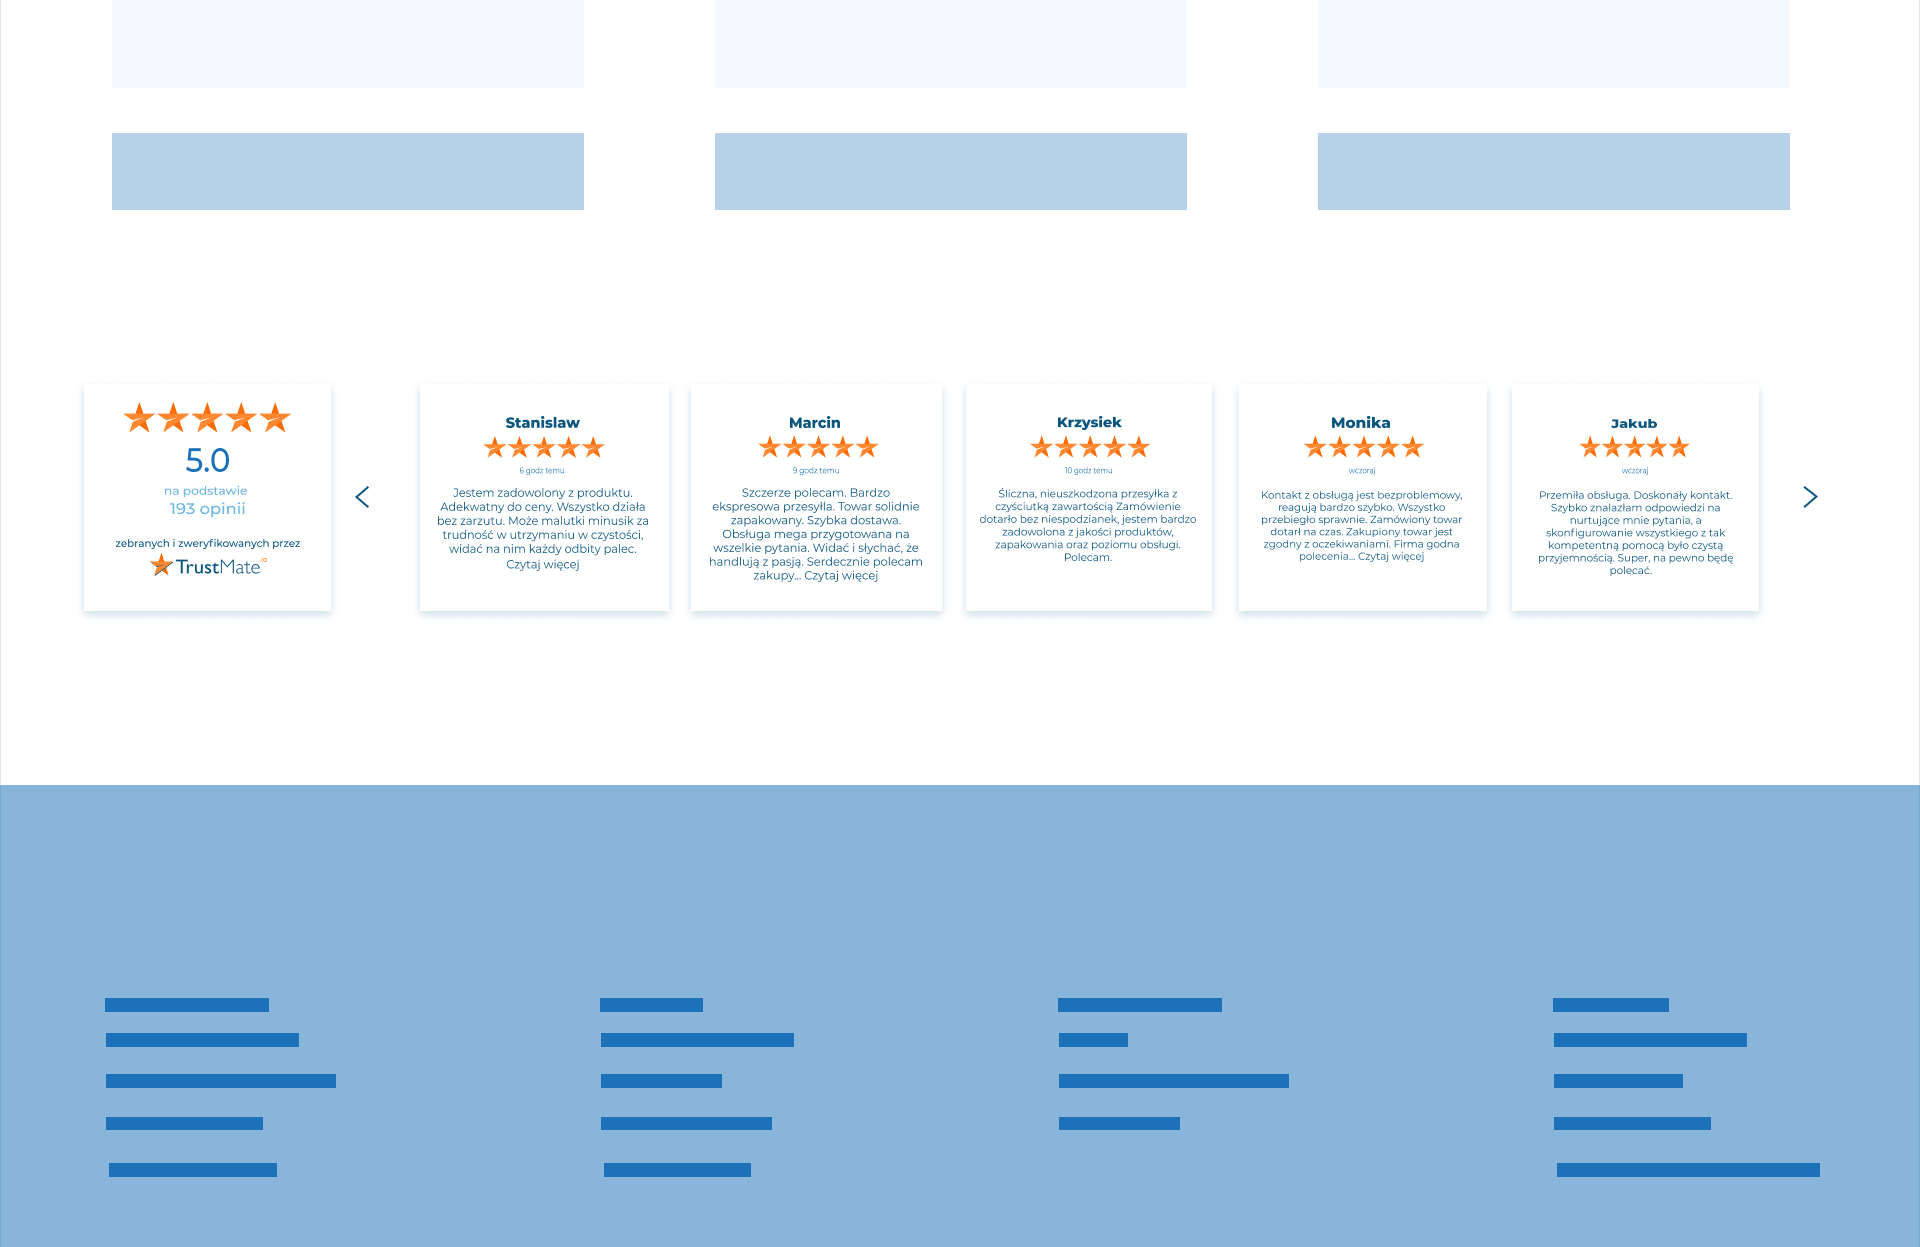 5.0
na podstawie
193 opinii
zebranych i zweryfikowanych przez
TrustMate.io
Stanislaw
6 godz temu
Jestem zadowolony z produktu.
Adekwatny do ceny. Wszystko działa
bez zarzutu. Może malutki minusik za
trudność w utrzymaniu w czystości,
widać na nim każdy odbity palec.
Czytaj więcej
Marcin
9 godz temu
Szczerze polecam. Bardzo
ekspresowa przesyłla. Towar solidnie
zapakowany. Szybka dostawa.
Obsługa mega przygotowana na
wszelkie pytania. Widać i słychać, że
handlują z pasją. Serdecznie polecam
zakupy... Czytaj więcej
Krzysiek
10 godz temu
Śliczna, nieuszkodzona przesyłka z
czyściutką zawartością Zamówienie
dotarło bez niespodzianek, jestem bardzo
zadowolona z jakości produktów,
zapakowania oraz poziomu obsługi.
Polecam.
Monika
wczoraj
Kontakt z obsługą jest bezproblemowy,
reagują bardzo szybko. Wszystko
przebiegło sprawnie. Zamówiony towar
dotarł na czas. Zakupiony towar jest
zgodny z oczekiwaniami. Firma godna
polecenia... Czytaj więcej
Jakub
wczoraj
Przemiła obsługa. Doskonały kontakt.
Szybko znalazłam odpowiedzi na
nurtujące mnie pytania, a
skonfigurowanie wszystkiego z tak
kompetentną pomocą było czystą
przyjemnością. Super, na pewno będę
polecać.